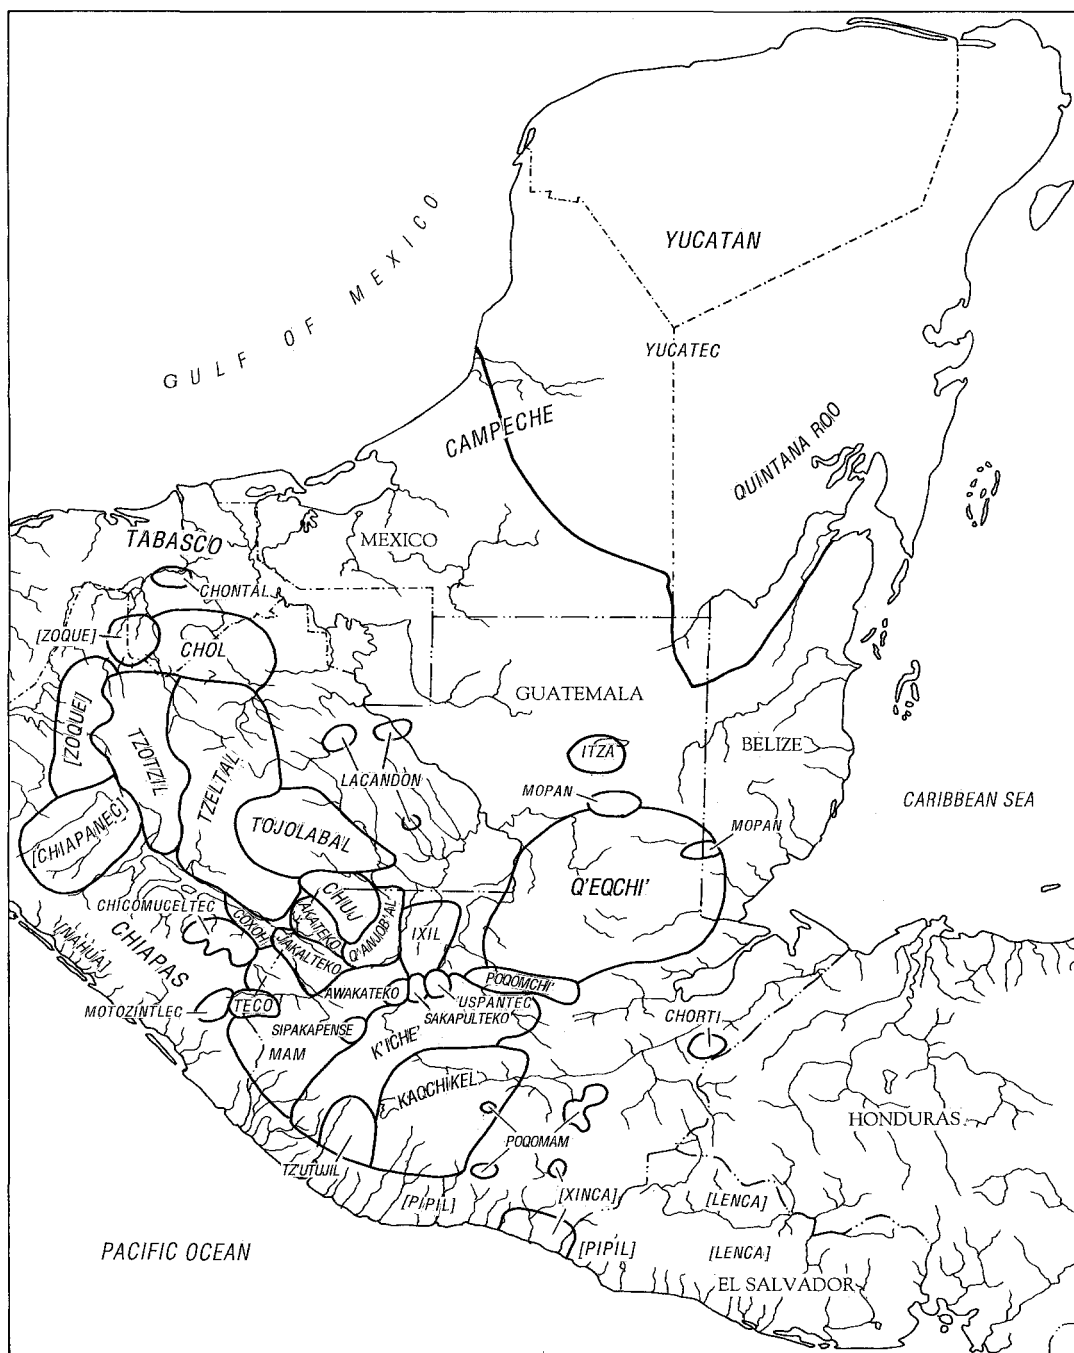 GULF OF MEXICO
YUCATAN
YUCATEC
CAMPECHE
QUINTANA ROO
TABASCO
MEXICO
CHONTAL
[ZOQUE]
CHOL
GUATEMALA
[ZOQUE]
TZOTZIL
TZELTAL
LACANDON
ITZA
BELIZE
MOPAN
CARIBBEAN SEA
[CHIAPANEC]
TOJOLABAL
MOPAN
Q'EQCHI'
CHICOMUCELTEC
COXOH
AKATEKO
CHUJ
Q'ANJOB'AL
IXIL
CHIAPAS
[NAHUA]
JAKALTEKO
AWAKATEKO
POQOMCHI'
USPANTEC
SAKAPULTEKO
MOTOZINTLEC
TECO
SIPAKAPENSE
K'ICHE'
CHORTI
MAM
KAQCHIKEL
HONDURAS
POQOMAM
TZ'UTUJIL
[PIPIL]
[XINCA]
[LENCA]
[PIPIL]
[LENCA]
PACIFIC OCEAN
EL SALVADOR